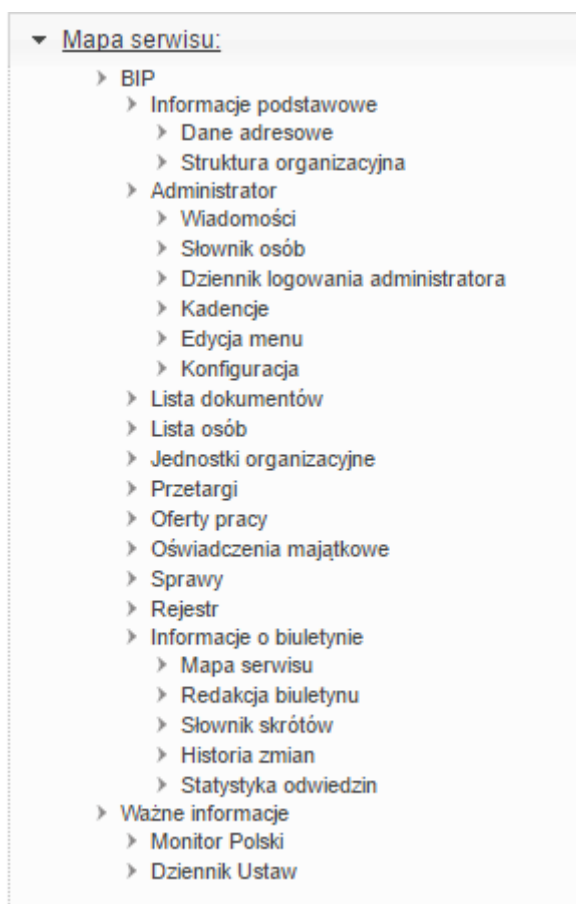 Mapa serwisu:
BIP
Informacje podstawowe
Dane adresowe
Struktura organizacyjna
Administrator
Wiadomości
Słownik osób
Dziennik logowania administratora
Kadencje
Edycja menu
Konfiguracja
Lista dokumentów
Lista osób
Jednostki organizacyjne
Przetargi
Oferty pracy
Oświadczenia majątkowe
Sprawy
Rejestr
Informacje o biuletynie
Mapa serwisu
Redakcja biuletynu
Słownik skrótów
Historia zmian
Statystyka odwiedzin
Ważne informacje
Monitor Polski
Dziennik Ustaw